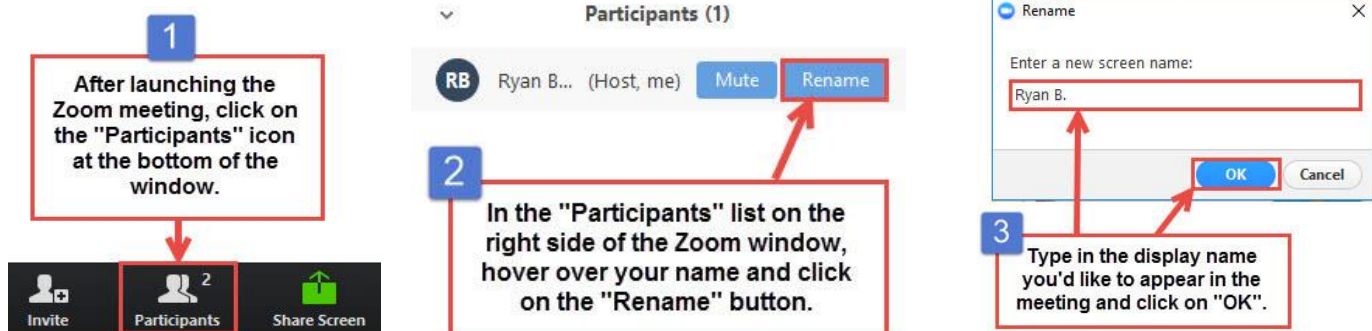 1
After launching the
Zoom meeting, click on
the "Participants" icon
at the bottom of the
window.
2
Invite
Participants
Share Screen
Participants (1)
RB
Ryan B... (Host, me)
Mute
Rename
2
In the "Participants" list on the
right side of the Zoom window,
hover over your name and click
on the "Rename" button.
Rename
Enter a new screen name:
Ryan B.
OK
Cancel
3
Type in the display name
you'd like to appear in the
meeting and click on "OK".